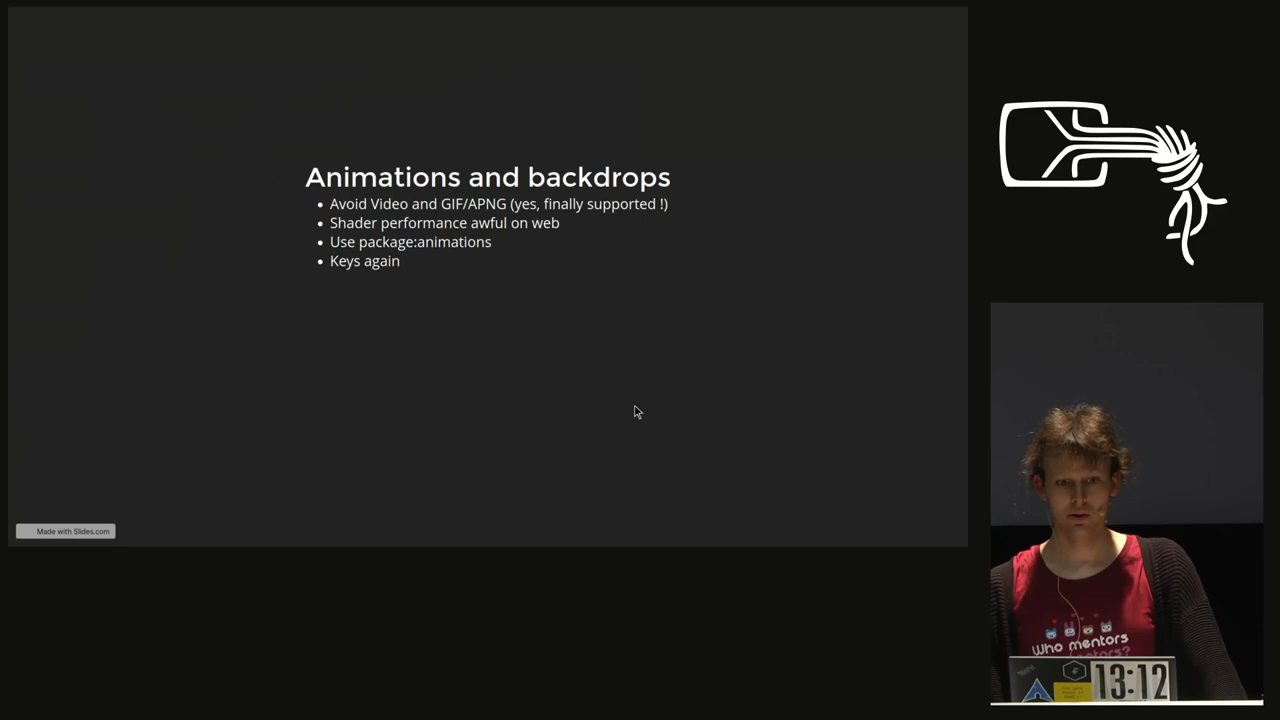 Animations and backdrops
Avoid Video and GIF/APNG (yes, finally supported !)
Shader performance awful on web
Use package:animations
Keys again
Made with Slides.com
Who mentors
13:12